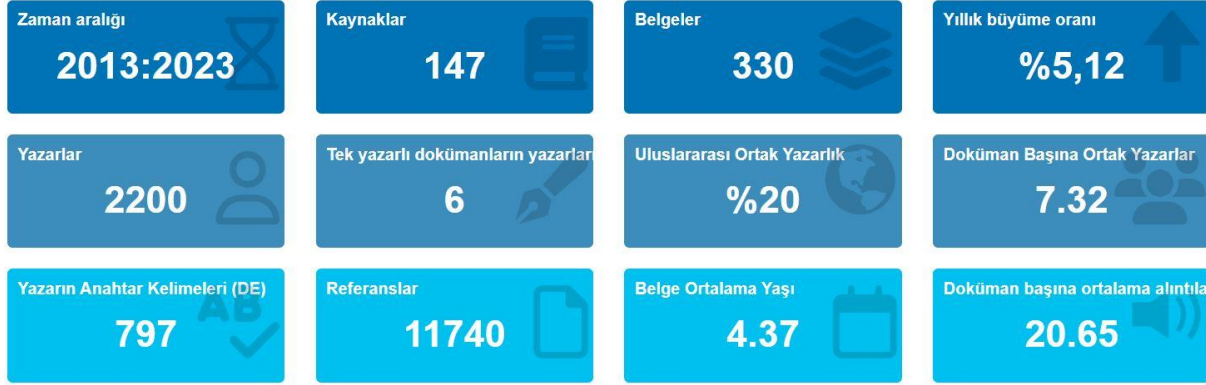 Zaman aralığı
2013:2023
Kaynaklar
147
Belgeler
330
Yıllık büyüme oranı
%5,12
Yazarlar
2200
Tek yazarlı dokümanların yazarları
6
Uluslararası Ortak Yazarlık
%20
Doküman Başına Ortak Yazarlar
7.32
Yazarın Anahtar Kelimeleri (DE)
AB
797
Referanslar
11740
Belge Ortalama Yaşı
4.37
Doküman başına ortalama alıntıla
20.65